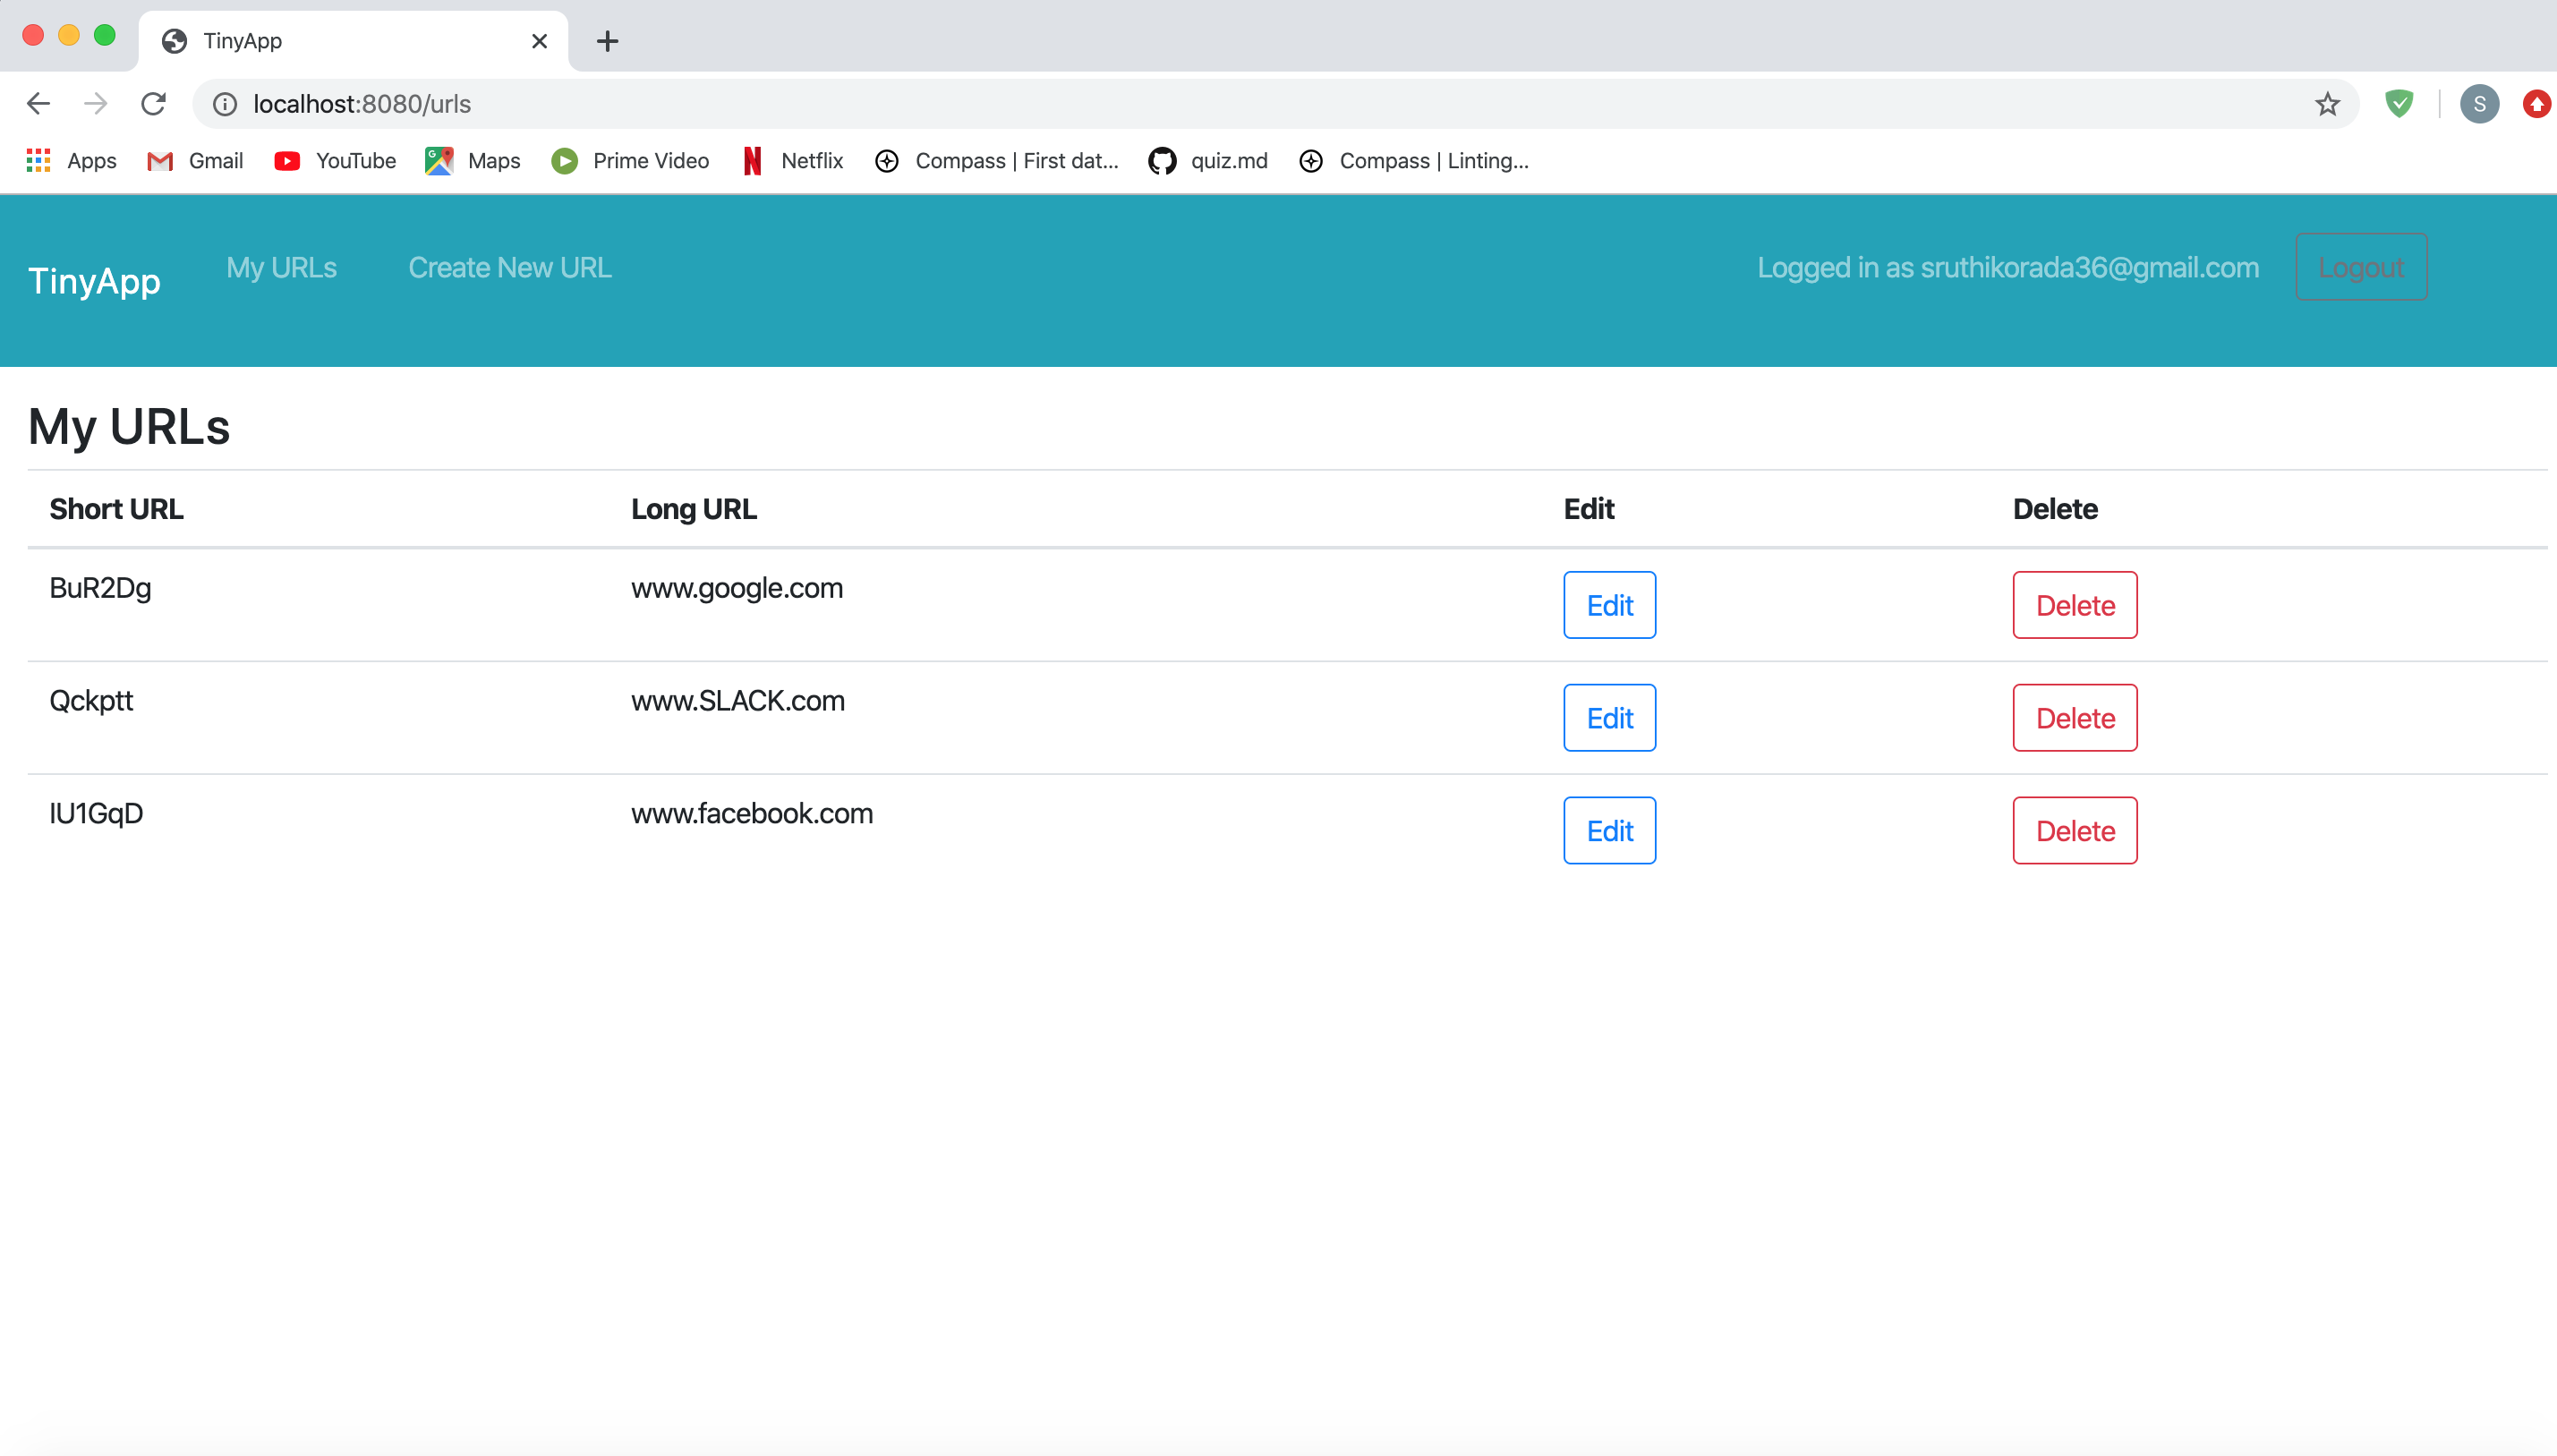 TinyApp
localhost:8080/urls
S
Apps Gmail YouTube Maps Prime Video Netflix Compass | First dat... quiz.md Compass | Linting...
TinyApp My URLs Create New URL Logged in as sruthikorada36@gmail.com Logout
My URLs
Short URL Long URL Edit Delete
BuR2Dg www.google.com Edit Delete
Qckptt www.SLACK.com Edit Delete
lU1GqD www.facebook.com Edit Delete